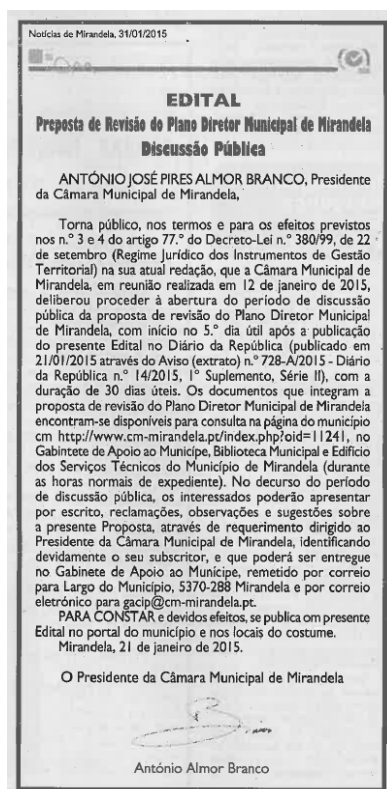 Notícias de Mirandela, 31/01/2015
EDITAL
Preposta de Revisão do Plano Diretor Municipal de Mirandela
Discussão Pública
ANTÓNIO JOSÉ PIRES ALMOR BRANCO, Presidente
da Câmara Municipal de Mirandela,
Torna público, nos termos e para os efeitos previstos
nos n.º 3 e 4 do artigo 77.º do Decreto-Lei n.º 380/99, de 22
de setembro (Regime Jurídico dos Instrumentos de Gestão
Territorial) na sua atual redação, que a Câmara Municipal de
Mirandela, em reunião realizada em 12 de janeiro de 2015,
deliberou proceder à abertura do período de discussão
pública da proposta de revisão do Plano Diretor Municipal
de Mirandela, com início no 5.º dia útil após a publicação
do presente Edital no Diário da República (publicado em
21/01/2015 através do Aviso (extrato) n.º 728-A/2015 - Diário
da República n.º 14/2015, 1º Suplemento, Série II), com a
duração de 30 dias úteis. Os documentos que integram a
proposta de revisão do Plano Diretor Municipal de Mirandela
encontram-se disponíveis para consulta na página do município
cm http://www.cm-mirandela.pt/index.php?oid=11241, no
Gabintete de Apoio ao Munícipe, Biblioteca Municipal e Edifício
dos Serviços Técnicos do Município de Mirandela (durante
as horas normais de expediente). No decurso do período
de discussão pública, os interessados poderão apresentar
por escrito, reclamações, observações e sugestões sobre
a presente Proposta, através de requerimento dirigido ao
Presidente da Câmara Municipal de Mirandela, identificando
devidamente o seu subscritor, e que poderá ser entregue
no Gabinete de Apoio ao Munícipe, remetido por correio
para Largo do Município, 5370-288 Mirandela e por correio
eletrónico para gacip@cm-mirandela.pt.
PARA CONSTAR e devidos efeitos, se publica om presente
Edital no portal do município e nos locais do costume.
Mirandela, 21 de janeiro de 2015.
O Presidente da Câmara Municipal de Mirandela
António Almor Branco